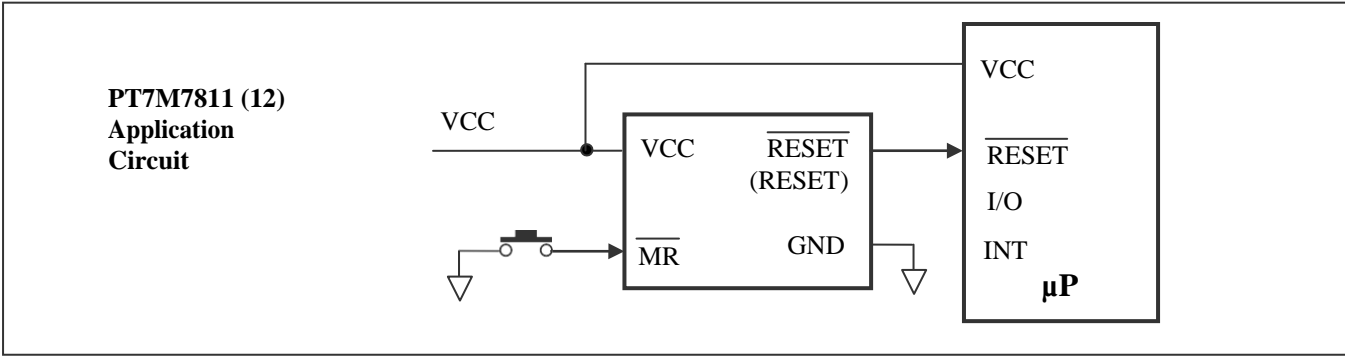 PT7M7811 (12)
Application
Circuit
VCC
VCC
RESET
(RESET)
MR
GND
VCC
RESET
I/O
INT
µP